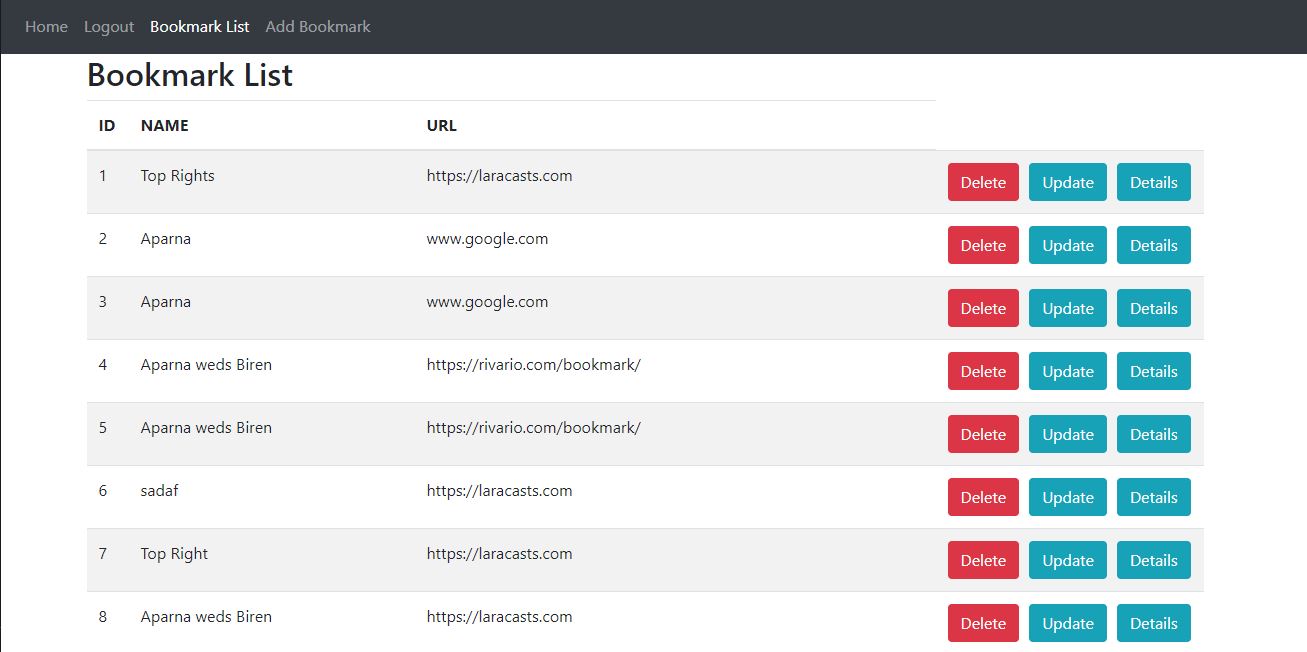 Home Logout Bookmark List Add Bookmark
Bookmark List
ID NAME URL
1 Top Rights https://laracasts.com Delete Update Details
2 Aparna www.google.com Delete Update Details
3 Aparna www.google.com Delete Update Details
4 Aparna weds Biren https://rivario.com/bookmark/ Delete Update Details
5 Aparna weds Biren https://rivario.com/bookmark/ Delete Update Details
6 sadaf https://laracasts.com Delete Update Details
7 Top Right https://laracasts.com Delete Update Details
8 Aparna weds Biren https://laracasts.com Delete Update Details